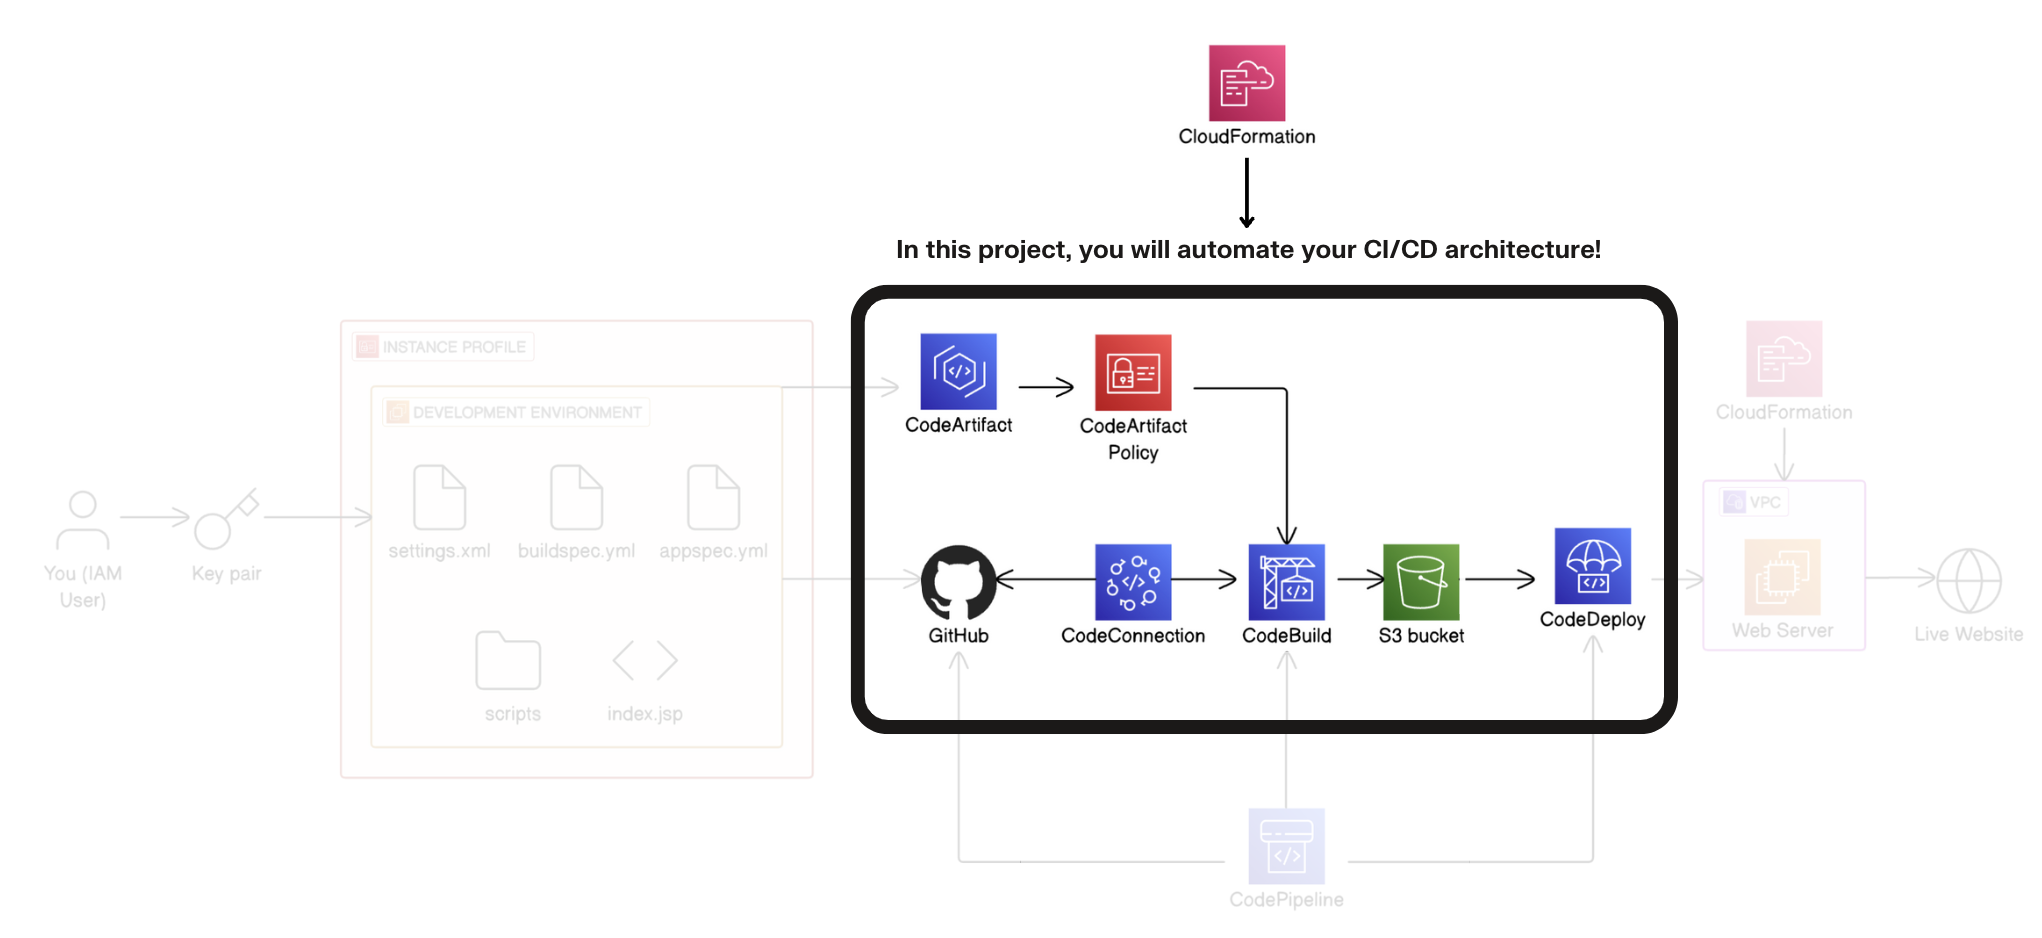 CloudFormation
In this project, you will automate your CI/CD architecture!
INSTANCE PROFILE
DEVELOPMENT ENVIRONMENT
settings.xml
buildspec.yml
appspec.yml
scripts
index.jsp
You (IAM
User)
Key pair
CodeArtifact
CodeArtifact
Policy
GitHub
CodeConnection
CodeBuild
S3 bucket
CodeDeploy
CloudFormation
VPC
Web Server
Live Website
CodePipeline